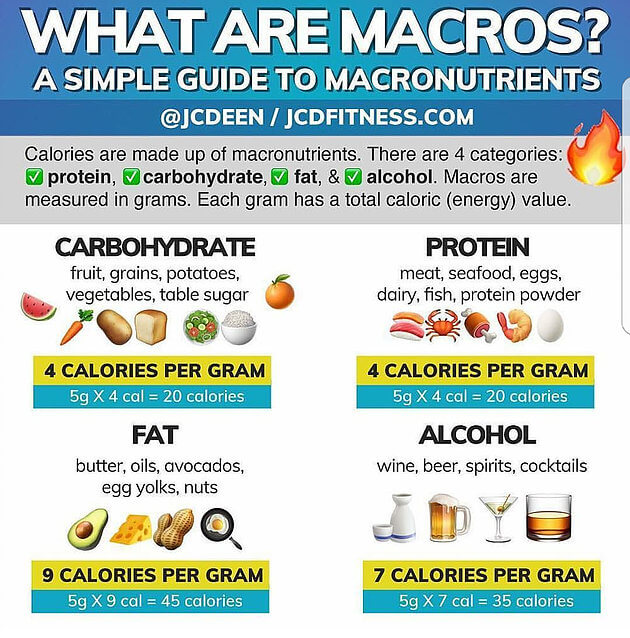 WHAT ARE MACROS?
A SIMPLE GUIDE TO MACRONUTRIENTS
@JCDEEN / JCDFITNESS.COM
Calories are made up of macronutrients. There are 4 categories:
✅ protein, ✅ carbohydrate, ✅ fat, & ✅ alcohol. Macros are
measured in grams. Each gram has a total caloric (energy) value.
CARBOHYDRATE
fruit, grains, potatoes,
vegetables, table sugar
4 CALORIES PER GRAM
5g X 4 cal = 20 calories
PROTEIN
meat, seafood, eggs,
dairy, fish, protein powder
4 CALORIES PER GRAM
5g X 4 cal = 20 calories
FAT
butter, oils, avocados,
egg yolks, nuts
9 CALORIES PER GRAM
5g X 9 cal = 45 calories
ALCOHOL
wine, beer, spirits, cocktails
7 CALORIES PER GRAM
5g X 7 cal = 35 calories